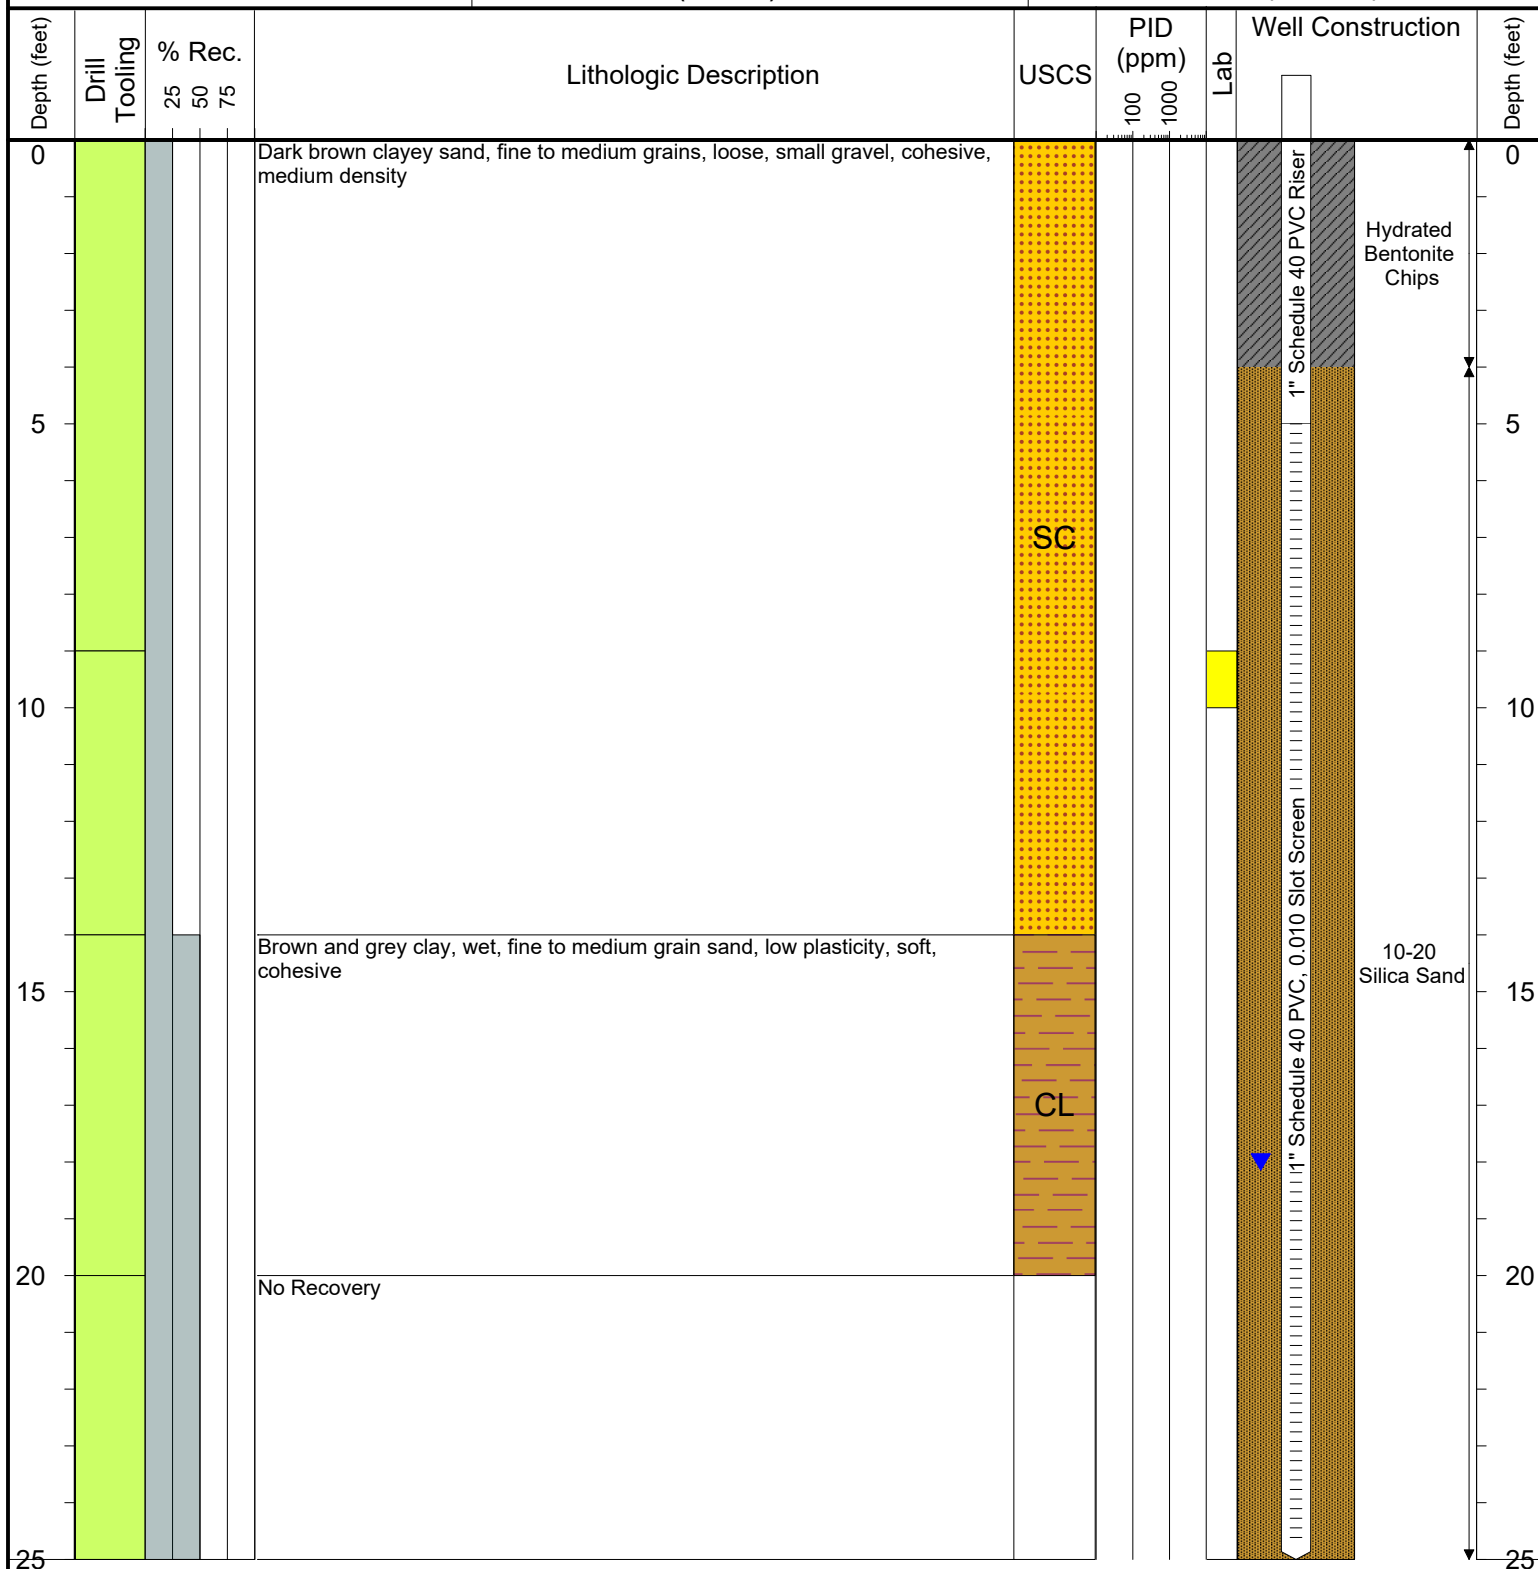 Depth (feet)
Drill
Tooling
% Rec.
25
50
75
Lithologic Description
USCS
PID
(ppm)
100
1000
Lab
Well Construction
Depth (feet)
0
Dark brown clayey sand, fine to medium grains, loose, small gravel, cohesive,
medium density
1" Schedule 40 PVC Riser
Hydrated
Bentonite
Chips
0
5
5
SC
10
10
1" Schedule 40 PVC, 0.010 Slot Screen
Brown and grey clay, wet, fine to medium grain sand, low plasticity, soft,
cohesive
10-20
Silica Sand
15
15
CL
20
No Recovery
20
25
25